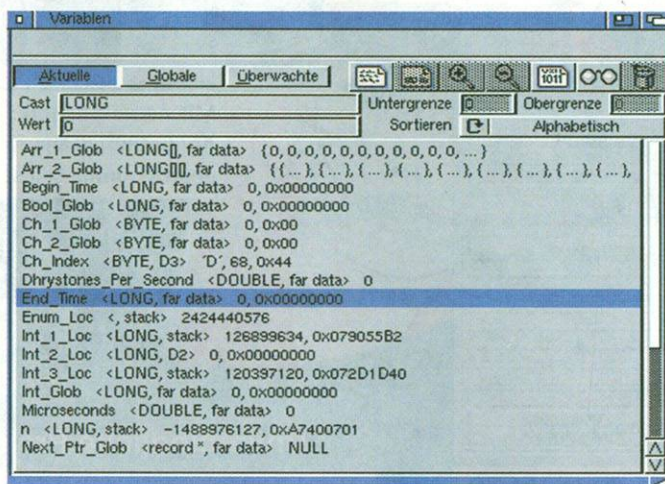 Variablen
Aktuelle Globale Überwachte
Cast LONG Untergrenze 0 Obergrenze 0
Wert 0 Sortieren Alphabetisch
Arr_1_Glob <LONG[], far data> {0, 0, 0, 0, 0, 0, 0, 0, 0, 0, 0, ...}
Arr_2_Glob <LONG[][], far data> {{...}, {...}, {...}, {...}, {...}, {...}, {...}, {...}, {...},
Begin_Time <LONG, far data> 0, 0x00000000
Bool_Glob <LONG, far data> 0, 0x00000000
Ch_1_Glob <BYTE, far data> 0, 0x00
Ch_2_Glob <BYTE, far data> 0, 0x00
Ch_Index <BYTE, D3> 'D', 68, 0x44
Dhrystones_Per_Second <DOUBLE, far data> 0
End_Time <LONG, far data> 0, 0x00000000
Enum_Loc <, stack> 2424440576
Int_1_Loc <LONG, stack> 126899634, 0x079055B2
Int_2_Loc <LONG, D2> 0, 0x00000000
Int_3_Loc <LONG, stack> 120397120, 0x072D1D40
Int_Glob <LONG, far data> 0, 0x00000000
Microseconds <DOUBLE, far data> 0
n <LONG, stack> -1488976127, 0xA7400701
Next_Ptr_Glob <record *, far data> NULL